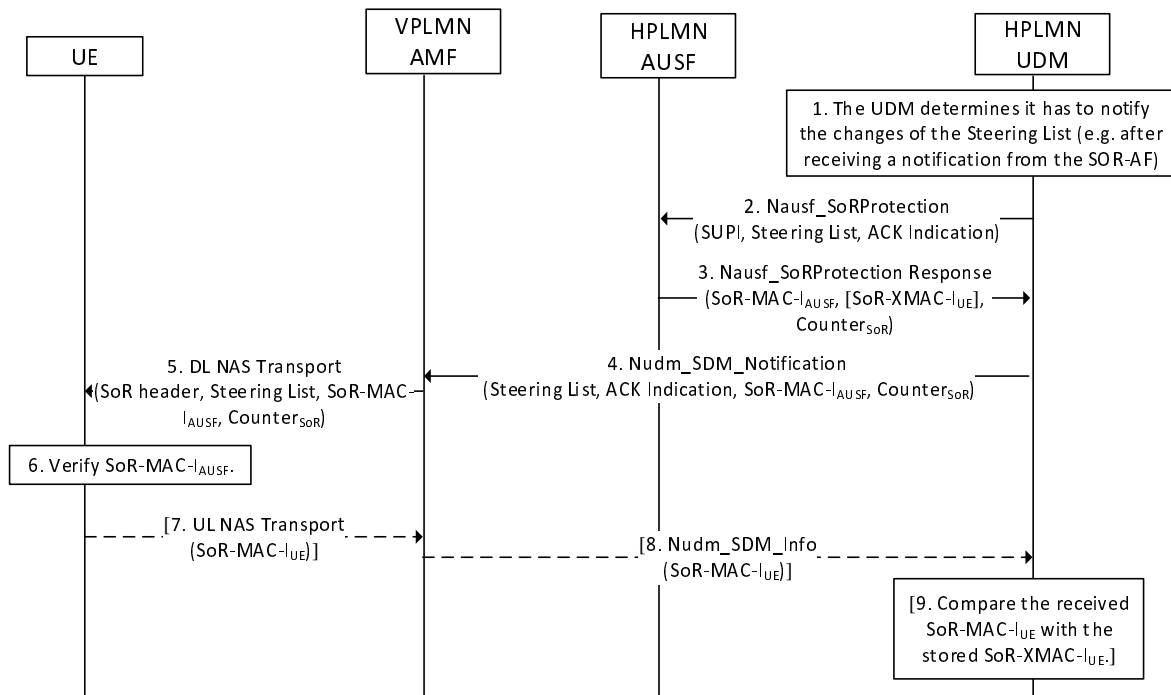 UE
VPLMN
AMF
HPLMN
AUSF
HPLMN
UDM
1. The UDM determines it has to notify
the changes of the Steering List (e.g. after
receiving a notification from the SOR-AF)
2. Nausf_SoRProtection
(SUPI, Steering List, ACK Indication)
3. Nausf_SoRProtection Response
(SoR-MAC-IAUSF, [SoR-XMAC-IUE],
CounterSoR)
4. Nudm_SDM_Notification
(Steering List, ACK Indication, SoR-MAC-IAUSF, CounterSoR)
5. DL NAS Transport
(SoR header, Steering List, SoR-MAC-
IAUSF, CounterSoR)
6. Verify SoR-MAC-IAUSF.
[7. UL NAS Transport
(SoR-MAC-IUE)]
[8. Nudm_SDM_Info
(SoR-MAC-IUE)]
[9. Compare the received
SoR-MAC-IUE with the
stored SoR-XMAC-IUE.]